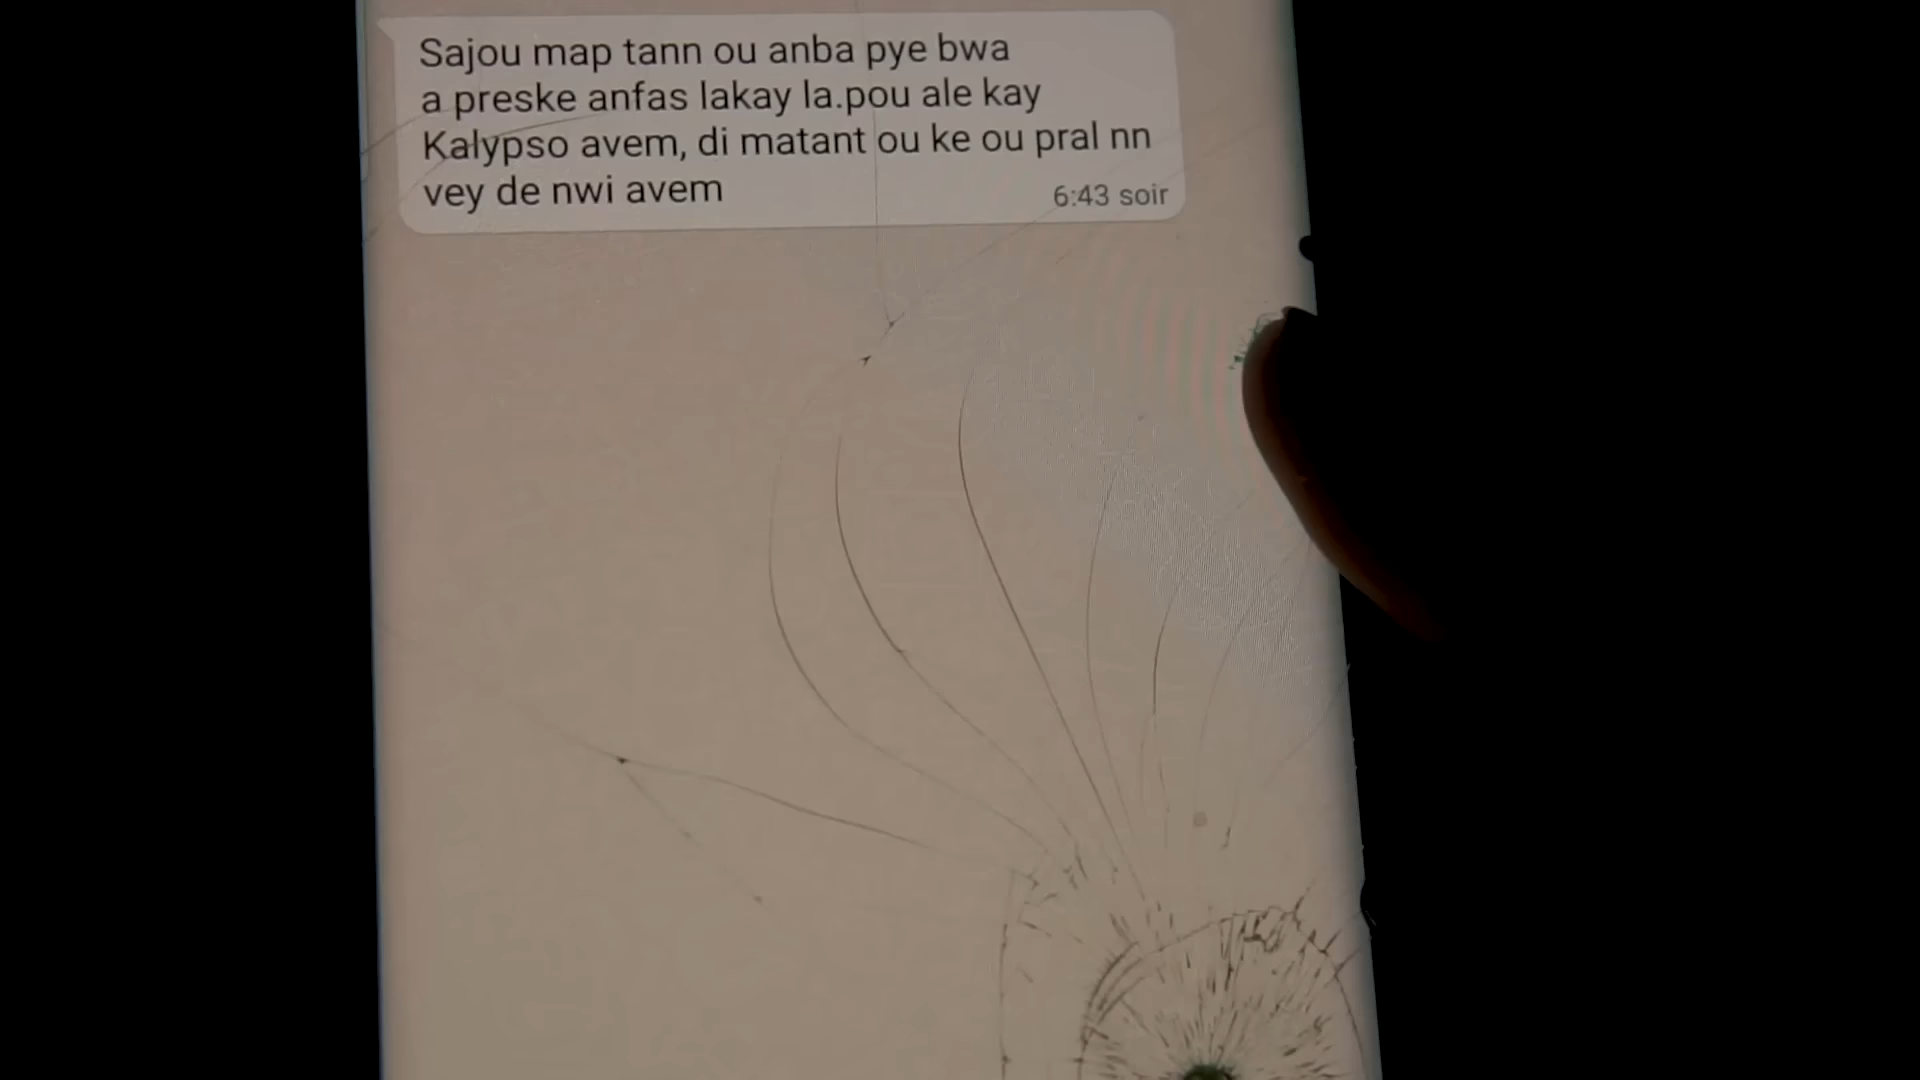 Sajou map tann ou anba pye bwa
a preske anfas lakay la.pou ale kay
Kalypso avem, di matant ou ke ou pral nn
vey de nwi avem
6:43 soir